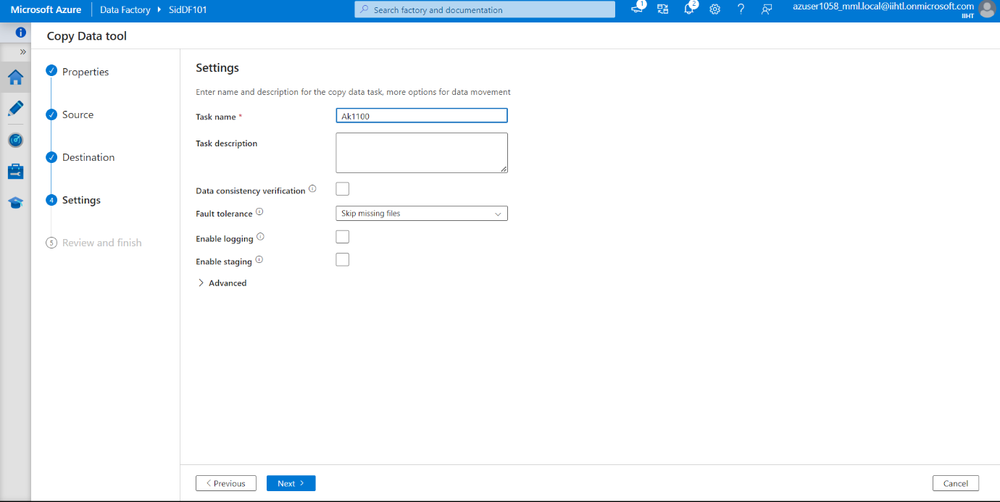 Microsoft Azure Data Factory SidDF101 Search factory and documentation 1 2 azuser1058_mml.local@iihtl.onmicrosoft.com
IIHT
Copy Data tool
Properties
Source
Destination
4 Settings
5 Review and finish
Settings
Enter name and description for the copy data task, more options for data movement
Task name * Ak1100
Task description
Data consistency verification
Fault tolerance Skip missing files
Enable logging
Enable staging
Advanced
Previous Next Cancel